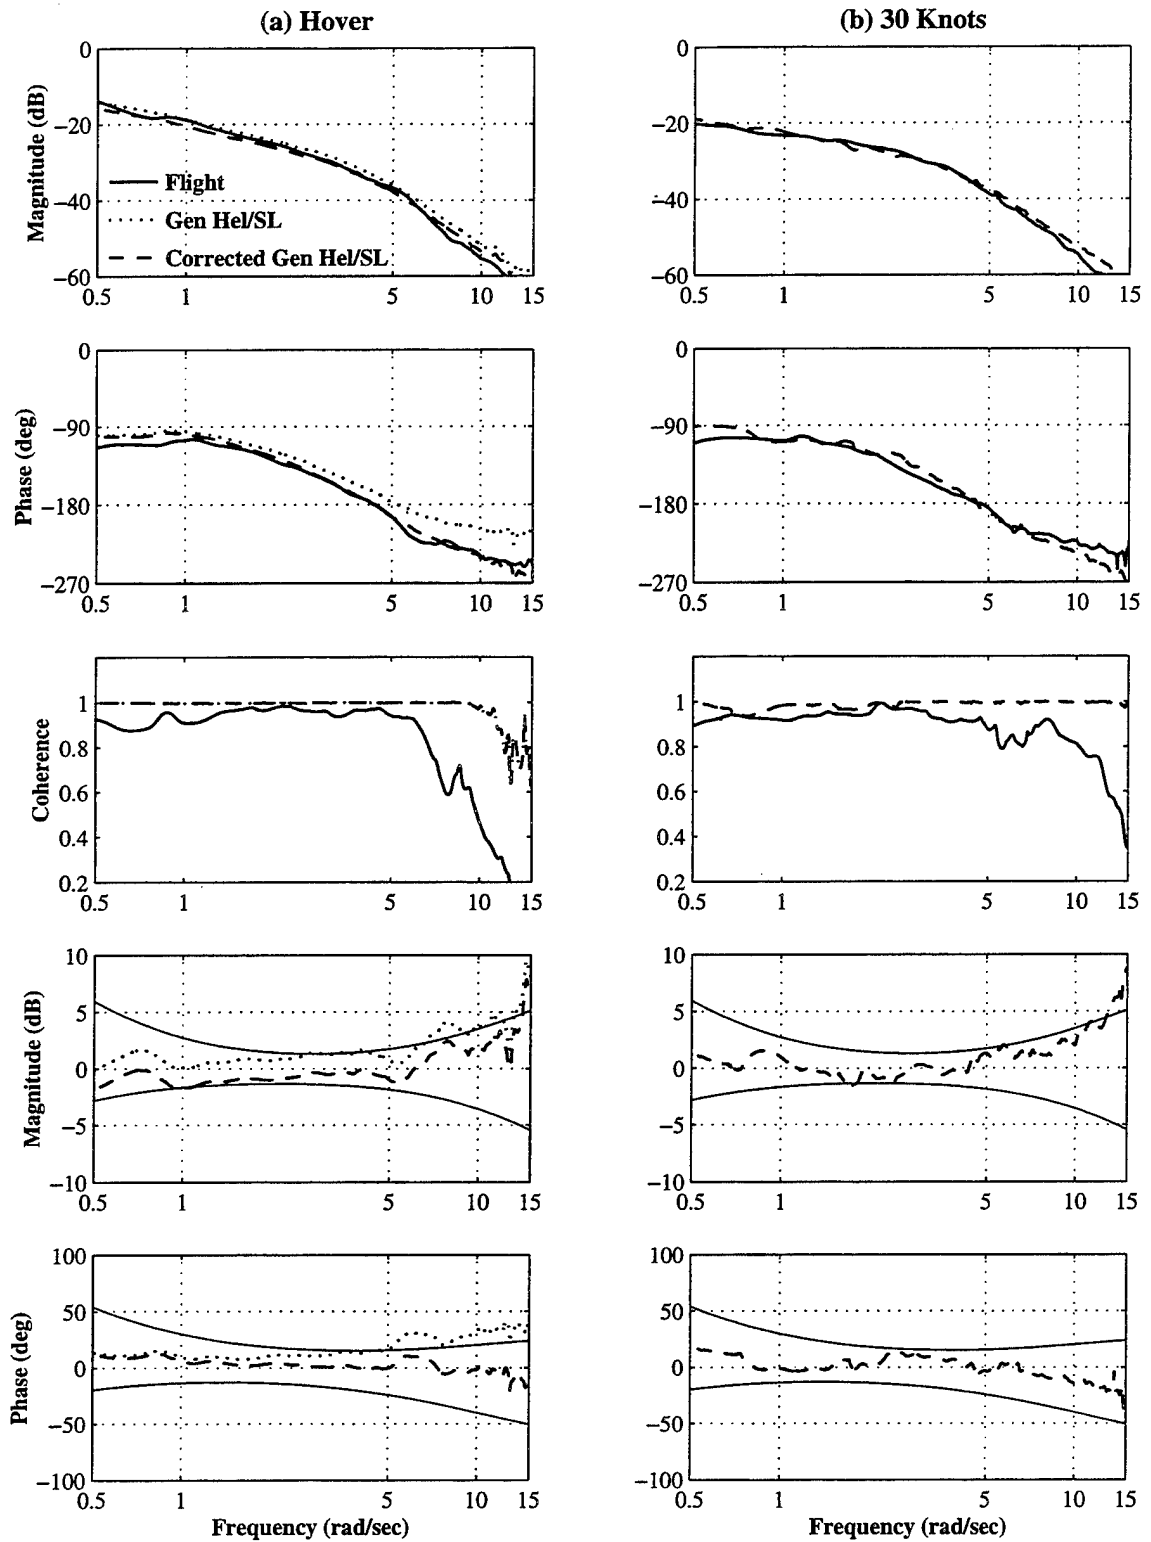 (a) Hover
(b) 30 Knots
0
−20
−40
−60
Magnitude (dB)
Flight
Gen Hel/SL
Corrected Gen Hel/SL
0.5 1 5 10 15
0
−20
−40
−60
0.5 1 5 10 15
0
−90
−180
−270
Phase (deg)
0.5 1 5 10 15
0
−90
−180
−270
0.5 1 5 10 15
1
0.8
0.6
0.4
0.2
Coherence
0.5 1 5 10 15
1
0.8
0.6
0.4
0.2
0.5 1 5 10 15
10
5
0
−5
−10
Magnitude (dB)
0.5 1 5 10 15
10
5
0
−5
−10
0.5 1 5 10 15
100
50
0
−50
−100
Phase (deg)
0.5 1 5 10 15
Frequency (rad/sec)
100
50
0
−50
−100
0.5 1 5 10 15
Frequency (rad/sec)